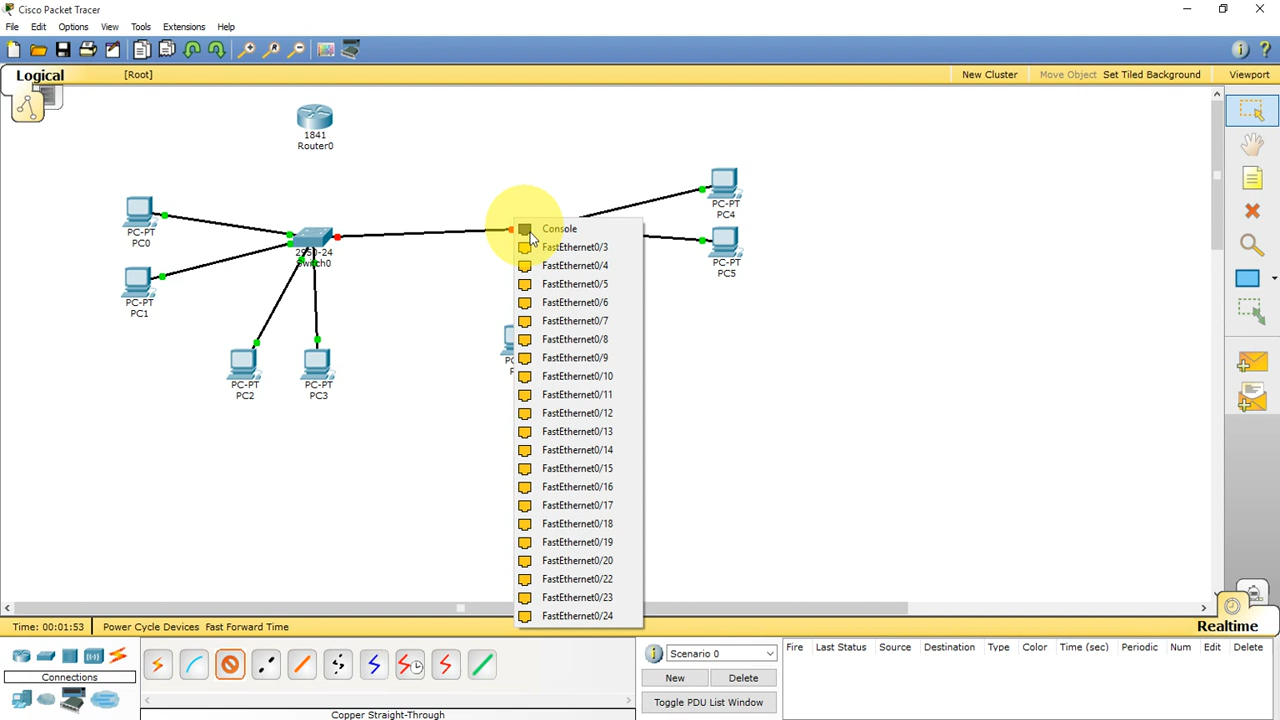 Cisco Packet Tracer
File Edit Options View Tools Extensions Help
Logical
[Root]
New Cluster Move Object Set Tiled Background Viewport
1841
Router0
PC-PT
PC0
PC-PT
PC1
2950-24
Switch0
PC-PT
PC2
PC-PT
PC3
PC-PT
PC4
PC-PT
PC5
Console
FastEthernet0/3
FastEthernet0/4
FastEthernet0/5
FastEthernet0/6
FastEthernet0/7
FastEthernet0/8
FastEthernet0/9
FastEthernet0/10
FastEthernet0/11
FastEthernet0/12
FastEthernet0/13
FastEthernet0/14
FastEthernet0/15
FastEthernet0/16
FastEthernet0/17
FastEthernet0/18
FastEthernet0/19
FastEthernet0/20
FastEthernet0/22
FastEthernet0/23
FastEthernet0/24
Time: 00:01:53 Power Cycle Devices Fast Forward Time
Realtime
Connections
Copper Straight-Through
Scenario 0
New Delete
Toggle PDU List Window
Fire Last Status Source Destination Type Color Time (sec) Periodic Num Edit Delete